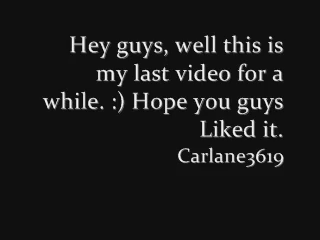 Hey guys, well this is
my last video for a
while. :) Hope you guys
Liked it.
Carlane3619